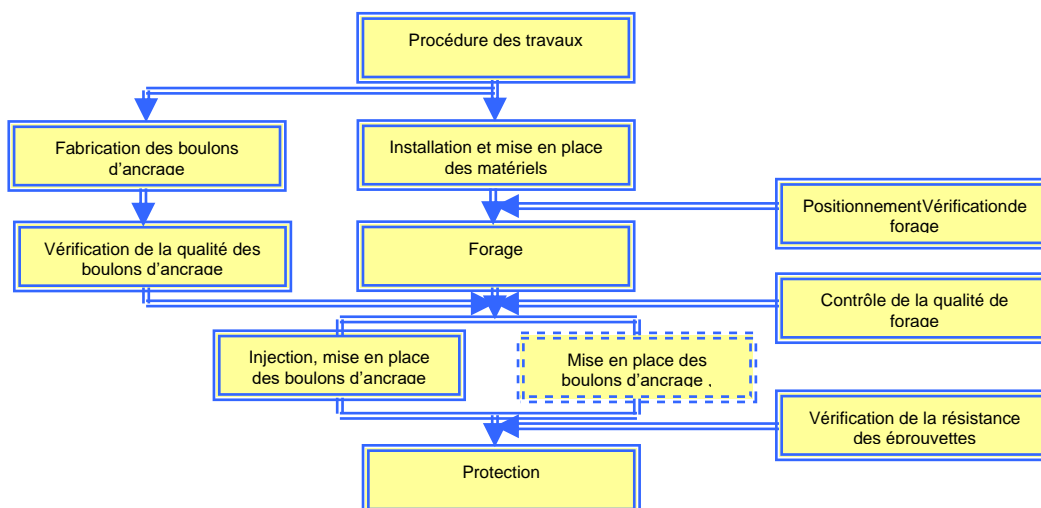 Procédure des travaux
Fabrication des boulons
d'ancrage
Installation et mise en place
des matériels
PositionnementVérificationde
forage
Vérification de la qualité des
boulons d'ancrage
Forage
Contrôle de la qualité de
forage
Injection, mise en place
des boulons d'ancrage
Mise en place des
boulons d'ancrage ,
Vérification de la résistance
des éprouvettes
Protection